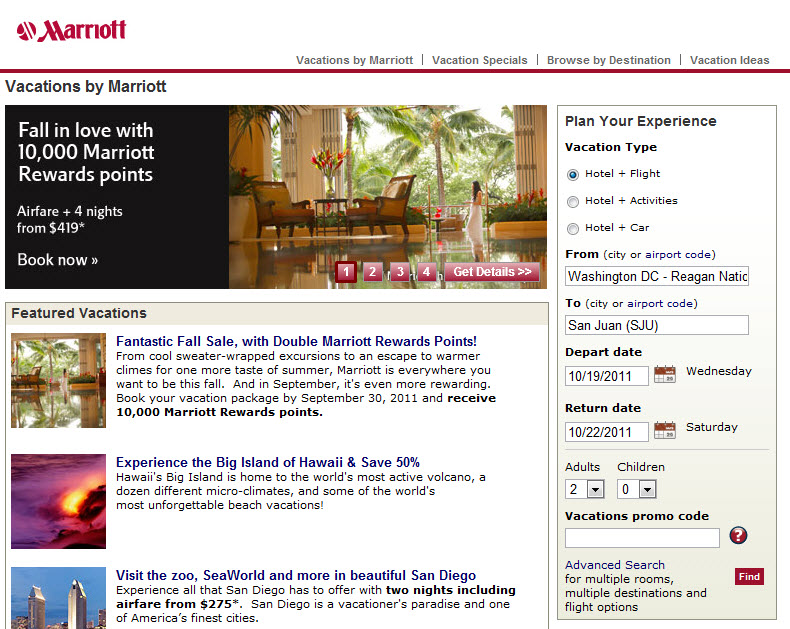 Marriott
Vacations by Marriott | Vacation Specials | Browse by Destination | Vacation Ideas
Vacations by Marriott
Fall in love with
10,000 Marriott
Rewards points
Airfare + 4 nights
from $419*
Book now »
1 2 3 4 Get Details >>
Featured Vacations
Fantastic Fall Sale, with Double Marriott Rewards Points!
From cool sweater-wrapped excursions to an escape to warmer
climes for one more taste of summer, Marriott is everywhere you
want to be this fall. And in September, it's even more rewarding.
Book your vacation package by September 30, 2011 and receive
10,000 Marriott Rewards points.
Experience the Big Island of Hawaii & Save 50%
Hawaii's Big Island is home to the world's most active volcano, a
dozen different micro-climates, and some of the world's
most unforgettable beach vacations!
Visit the zoo, SeaWorld and more in beautiful San Diego
Experience all that San Diego has to offer with two nights including
airfare from $275*. San Diego is a vacationer's paradise and one
of America's finest cities.
Plan Your Experience
Vacation Type
Hotel + Flight
Hotel + Activities
Hotel + Car
From (city or airport code)
Washington DC - Reagan Natio
To (city or airport code)
San Juan (SJU)
Depart date
10/19/2011 Wednesday
Return date
10/22/2011 Saturday
Adults Children
2 0
Vacations promo code
?
Advanced Search
for multiple rooms,
multiple destinations and
flight options
Find